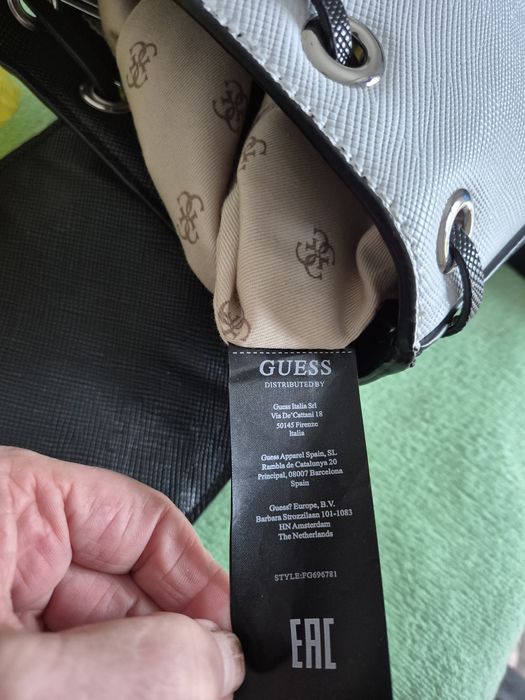 GUESS
DISTRIBUTED BY
Guess Italia Srl
Via De'Cattani 18
50145 Firenze
Italia
Guess Apparel Spain, SL
Rambla de Catalunya 20
Principal, 08007 Barcelona
Spain
Guess? Europe, B.V.
Barbara Strozzilaan 101-1083
HN Amsterdam
The Netherlands
STYLE:FG696781
EAC